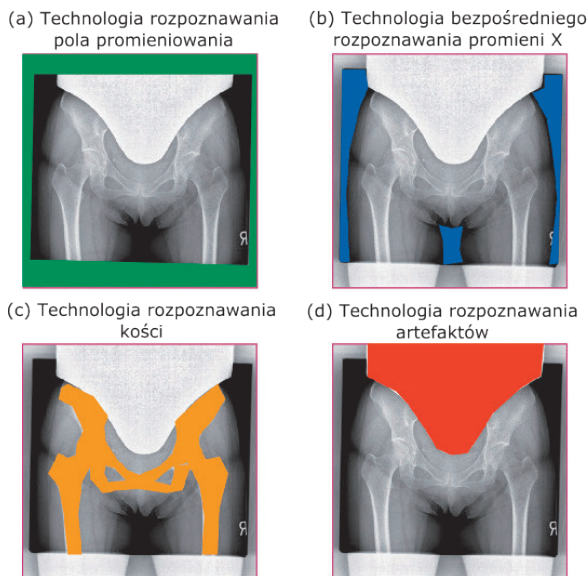 (a) Technologia rozpoznawania
pola promieniowania
(b) Technologia bezpośredniego
rozpoznawania promieni X
R
R
(c) Technologia rozpoznawania
kości
(d) Technologia rozpoznawania
artefaktów
R
R